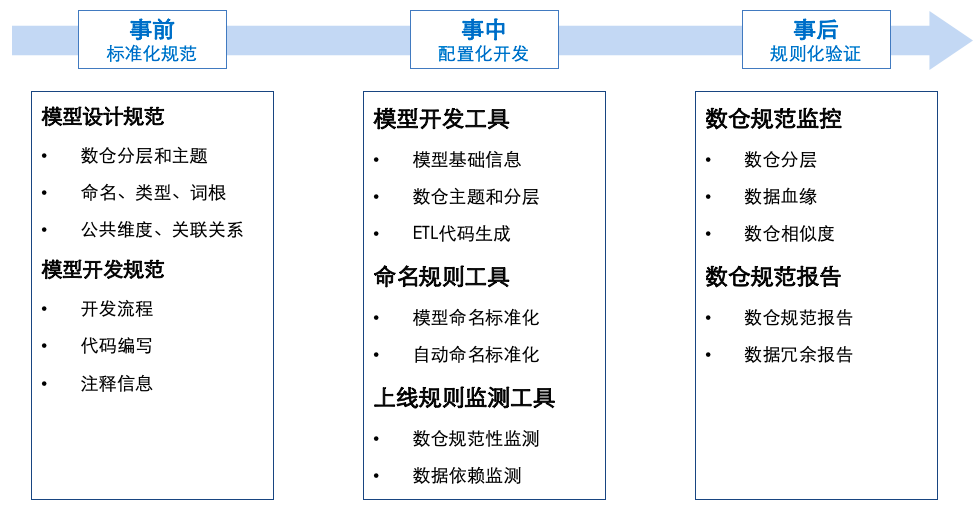 事前
标准化规范
事中
配置化开发
事后
规则化验证
模型设计规范
• 数仓分层和主题
• 命名、类型、词根
• 公共维度、关联关系
模型开发规范
• 开发流程
• 代码编写
• 注释信息
模型开发工具
• 模型基础信息
• 数仓主题和分层
• ETL代码生成
命名规则工具
• 模型命名标准化
• 自动命名标准化
上线规则监测工具
• 数仓规范性监测
• 数据依赖监测
数仓规范监控
• 数仓分层
• 数据血缘
• 数仓相似度
数仓规范报告
• 数仓规范报告
• 数据冗余报告